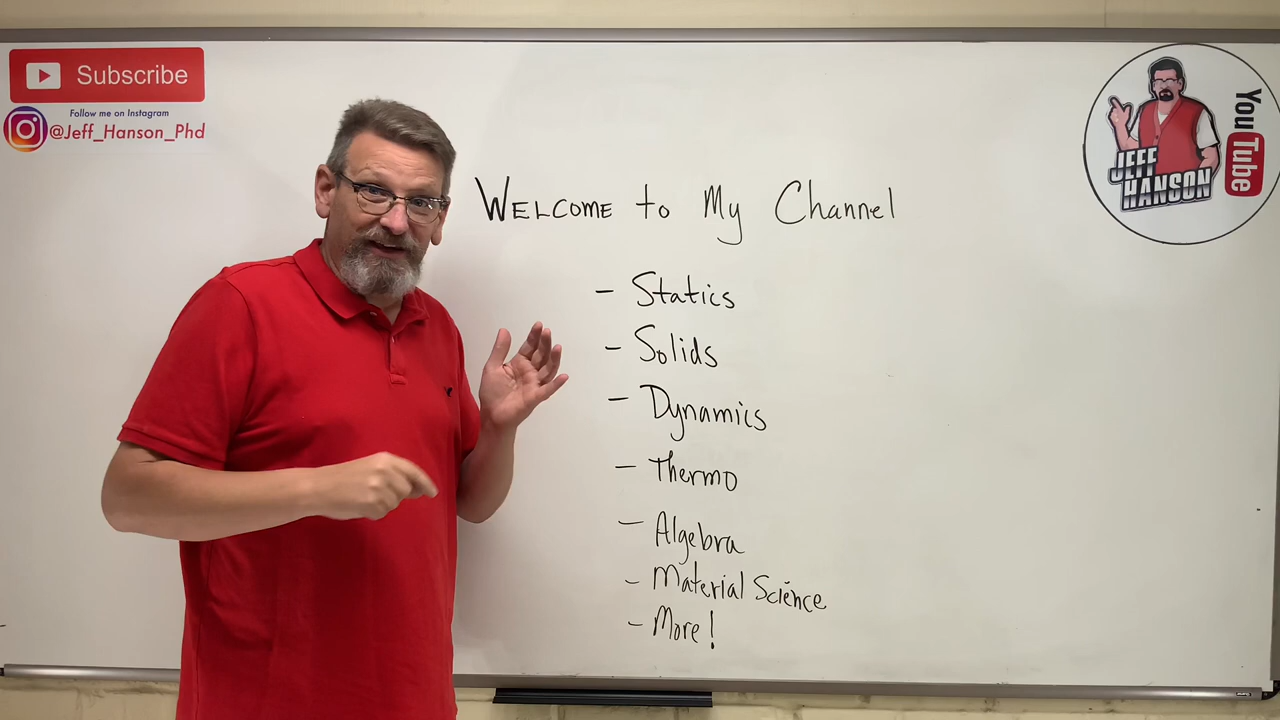 Subscribe
Follow me on Instagram
@Jeff_Hanson_Phd
JEFF
HANSON
YouTube
WELCOME to My Channel
- Statics
- Solids
- Dynamics
- Thermo
- Algebra
- Material Science
- More!